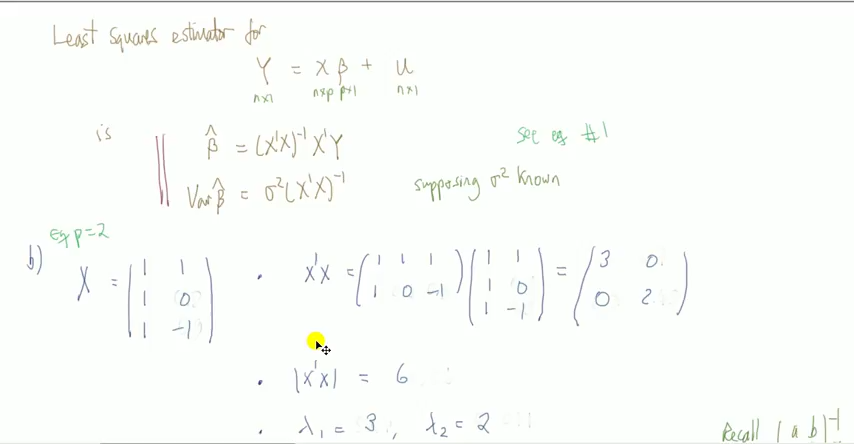 Least Squares estimator for
Y = Xβ + U
n×1 n×p p×1 n×1
is β̂ = (X'X)⁻¹X'Y see eg #1
Var β̂ = σ²(X'X)⁻¹ supposing σ² known
eg p=2
b) X = (1 1; 1 0; 1 -1) · X'X = (1 1 1; 1 0 -1)(1 1; 1 0; 1 -1) = (3 0; 0 2)
· |X'X| = 6
· λ₁ = 3, λ₂ = 2
Recall (a b)⁻¹